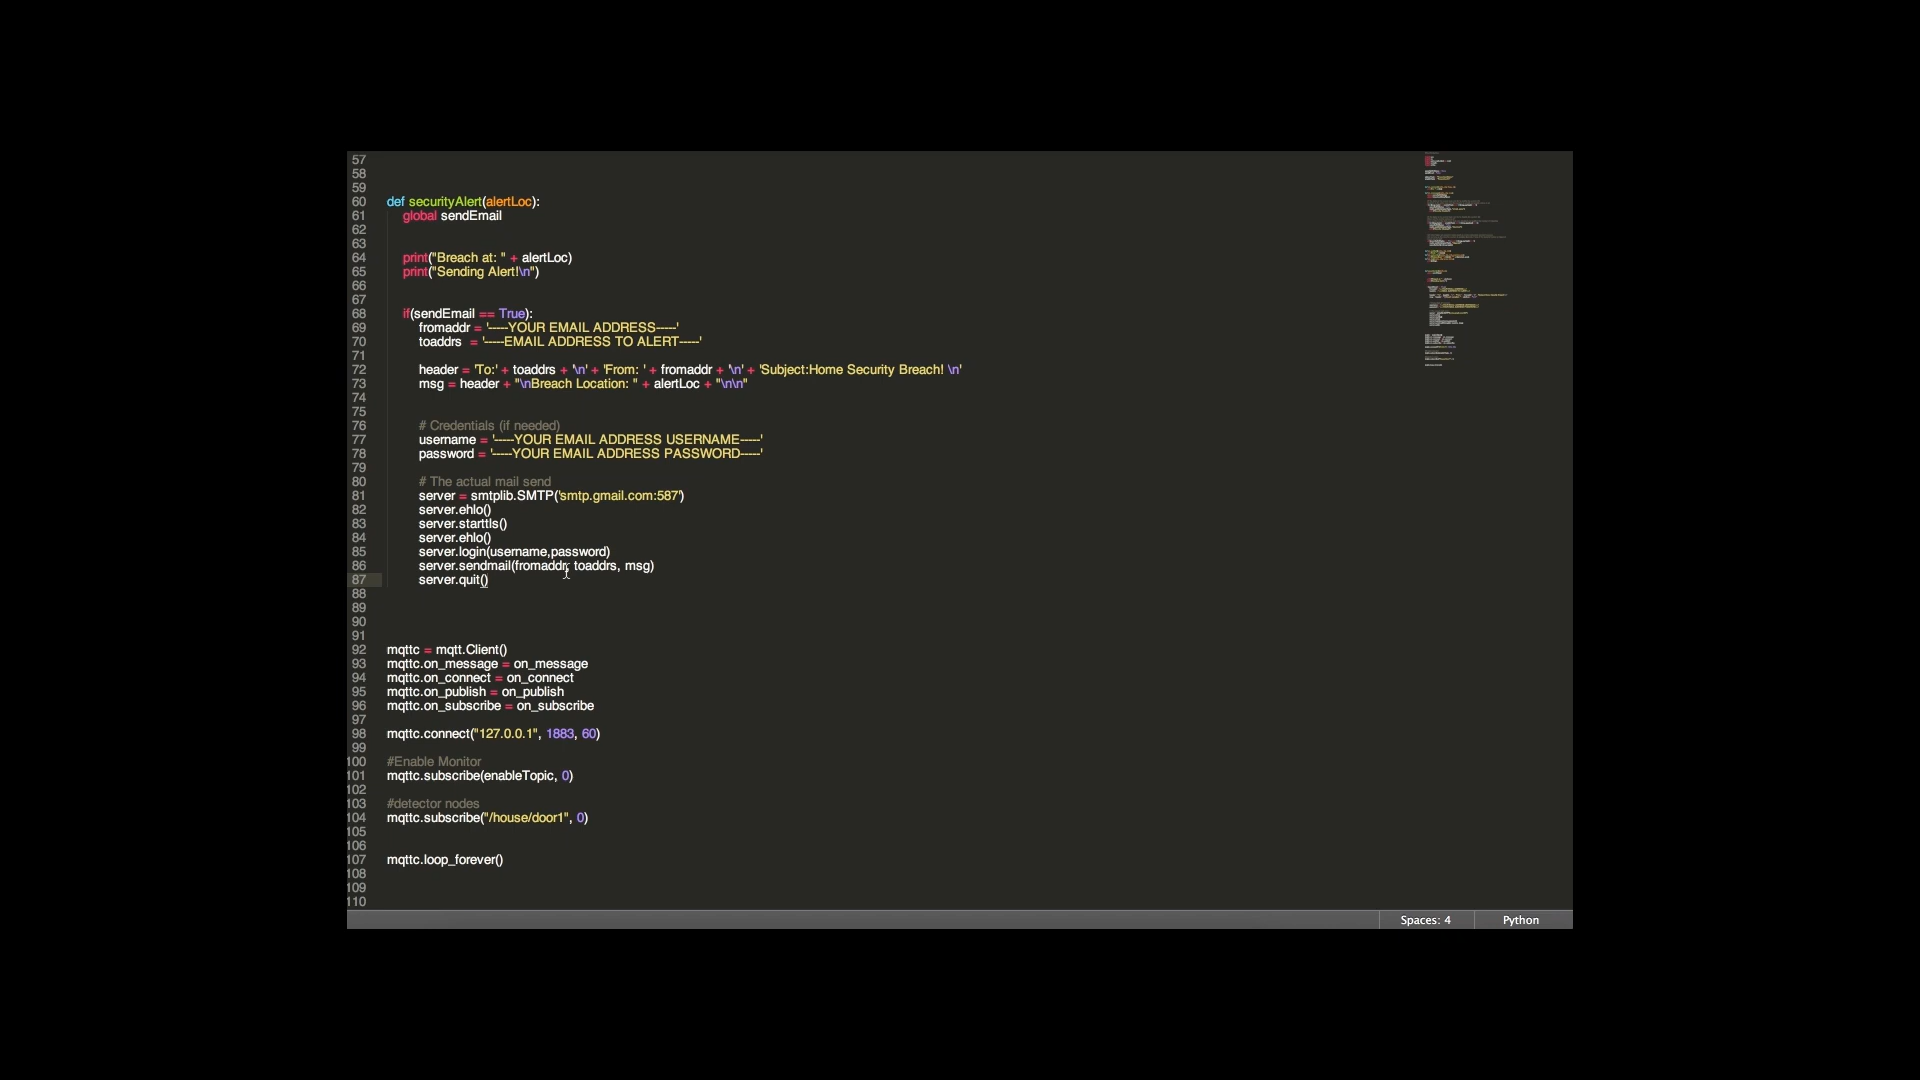 57
58
59
60 def securityAlert(alertLoc):
61 global sendEmail
62
63
64 print("Breach at: " + alertLoc)
65 print("Sending Alert!\n")
66
67
68 if(sendEmail == True):
69 fromaddr = '-----YOUR EMAIL ADDRESS-----'
70 toaddrs = '-----EMAIL ADDRESS TO ALERT-----'
71
72 header = 'To:' + toaddrs + '\n' + 'From: ' + fromaddr + '\n' + 'Subject:Home Security Breach! \n'
73 msg = header + "\nBreach Location: " + alertLoc + "\n\n"
74
75
76 # Credentials (if needed)
77 username = '-----YOUR EMAIL ADDRESS USERNAME-----'
78 password = '-----YOUR EMAIL ADDRESS PASSWORD-----'
79
80 # The actual mail send
81 server = smtplib.SMTP('smtp.gmail.com:587')
82 server.ehlo()
83 server.starttls()
84 server.ehlo()
85 server.login(username,password)
86 server.sendmail(fromaddr, toaddrs, msg)
87 server.quit()
88
89
90
91
92 mqttc = mqtt.Client()
93 mqttc.on_message = on_message
94 mqttc.on_connect = on_connect
95 mqttc.on_publish = on_publish
96 mqttc.on_subscribe = on_subscribe
97
98 mqttc.connect("127.0.0.1", 1883, 60)
99
100 #Enable Monitor
101 mqttc.subscribe(enableTopic, 0)
102
103 #detector nodes
104 mqttc.subscribe("/house/door1", 0)
105
106
107 mqttc.loop_forever()
108
109
110
Spaces: 4 Python